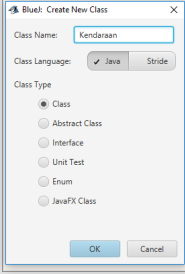 BlueJ: Create New Class
Class Name: Kendaraan
Class Language: ✓ Java Stride
Class Type
Class
Abstract Class
Interface
Unit Test
Enum
JavaFX Class
OK Cancel